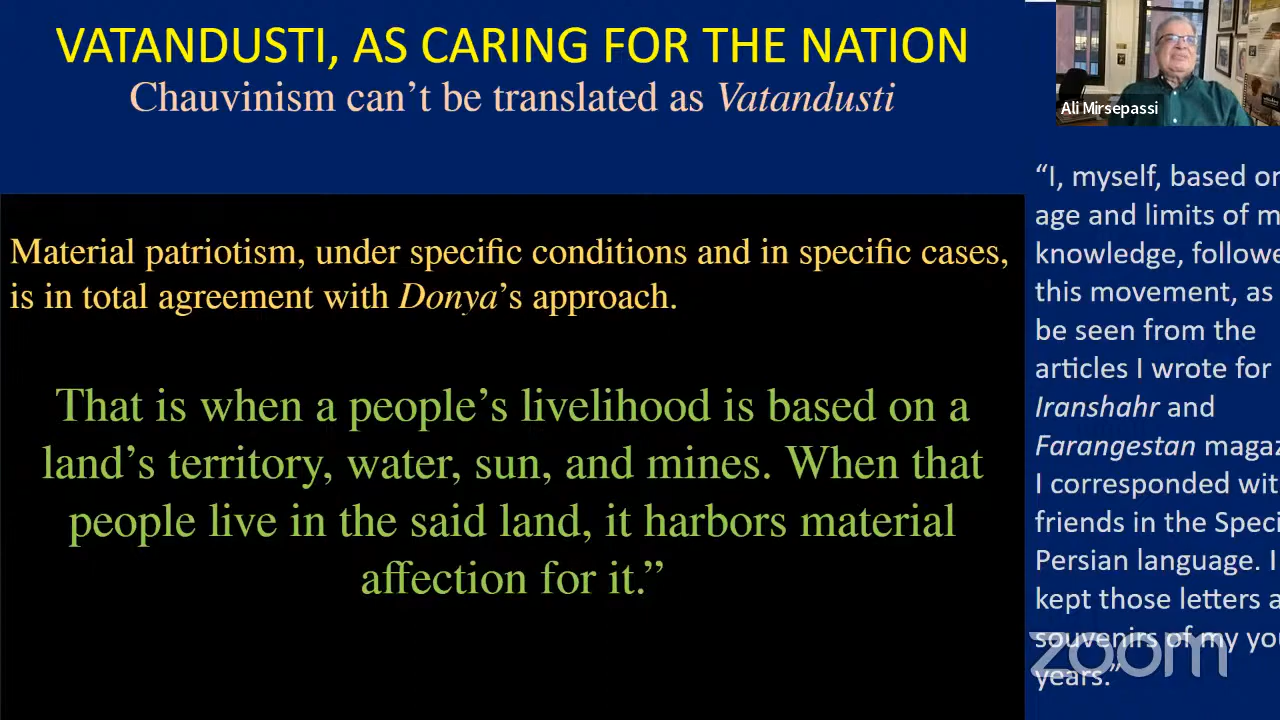 VATANDUSTI, AS CARING FOR THE NATION
Chauvinism can’t be translated as Vatandusti
Material patriotism, under specific conditions and in specific cases,
is in total agreement with Donya’s approach.
That is when a people’s livelihood is based on a
land’s territory, water, sun, and mines. When that
people live in the said land, it harbors material
affection for it.”
Ali Mirsepassi
“I, myself, based on
age and limits of
knowledge,
this movement, as
be seen from the
articles I wrote for
Iranshahr and
Farangestan
I corresponded
friends in the
Persian language. I
kept those letters
souvenirs of my
years.”
zoom